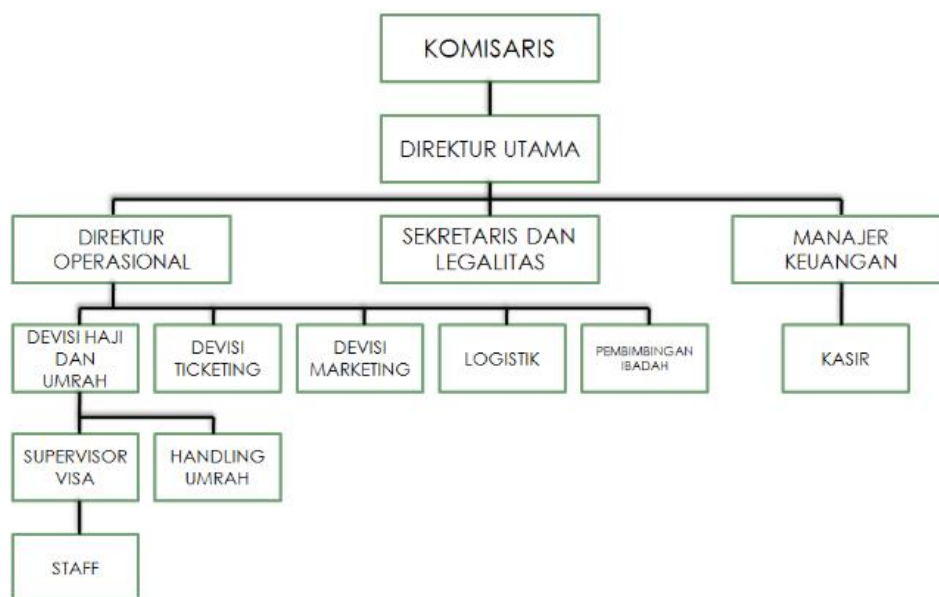 KOMISARIS
DIREKTUR UTAMA
DIREKTUR
OPERASIONAL
SEKRETARIS DAN
LEGALITAS
MANAJER
KEUANGAN
DEVISI HAJI
DAN
UMRAH
DEVISI
TICKETING
DEVISI
MARKETING
LOGISTIK
PEMBIMBINGAN
IBADAH
KASIR
SUPERVISOR
VISA
HANDLING
UMRAH
STAFF